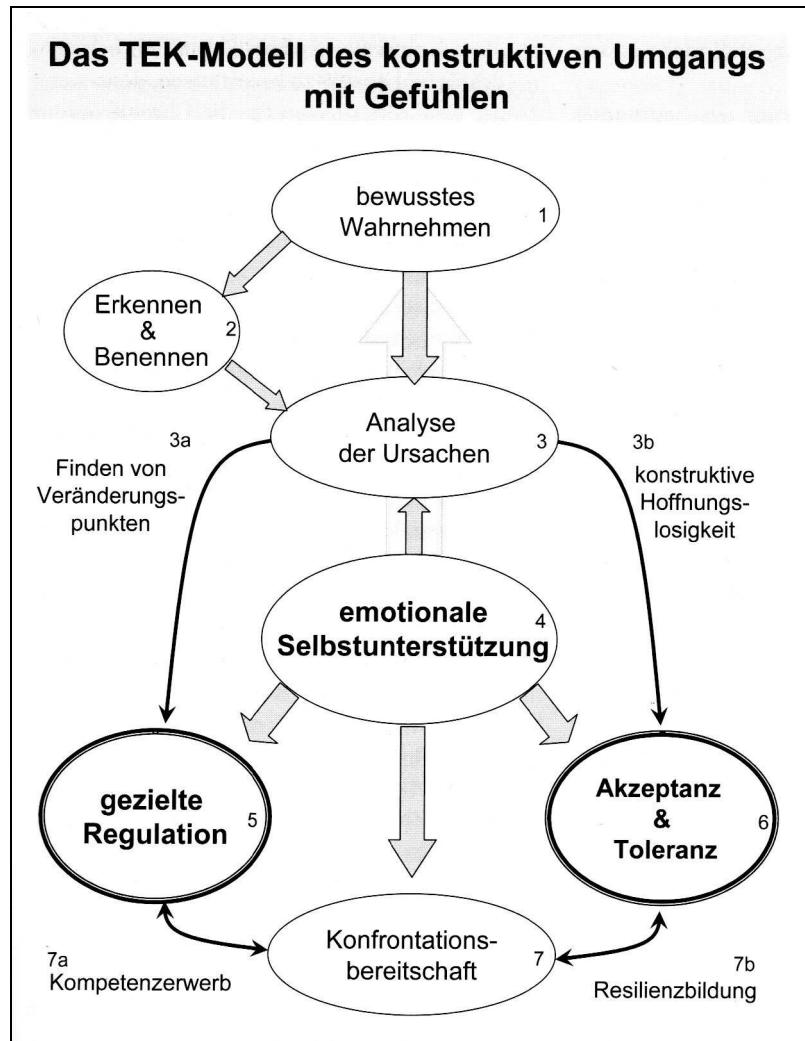 Das TEK-Modell des konstruktiven Umgangs
mit Gefühlen
bewusstes
Wahrnehmen
1
Erkennen
&
Benennen
2
Analyse
der Ursachen
3
3a
Finden von
Veränderungs-
punkten
3b
konstruktive
Hoffnungs-
losigkeit
emotionale
Selbstunterstützung
4
gezielte
Regulation
5
Akzeptanz
&
Toleranz
6
Konfrontations-
bereitschaft
7
7a
Kompetenzerwerb
7b
Resilienzbildung